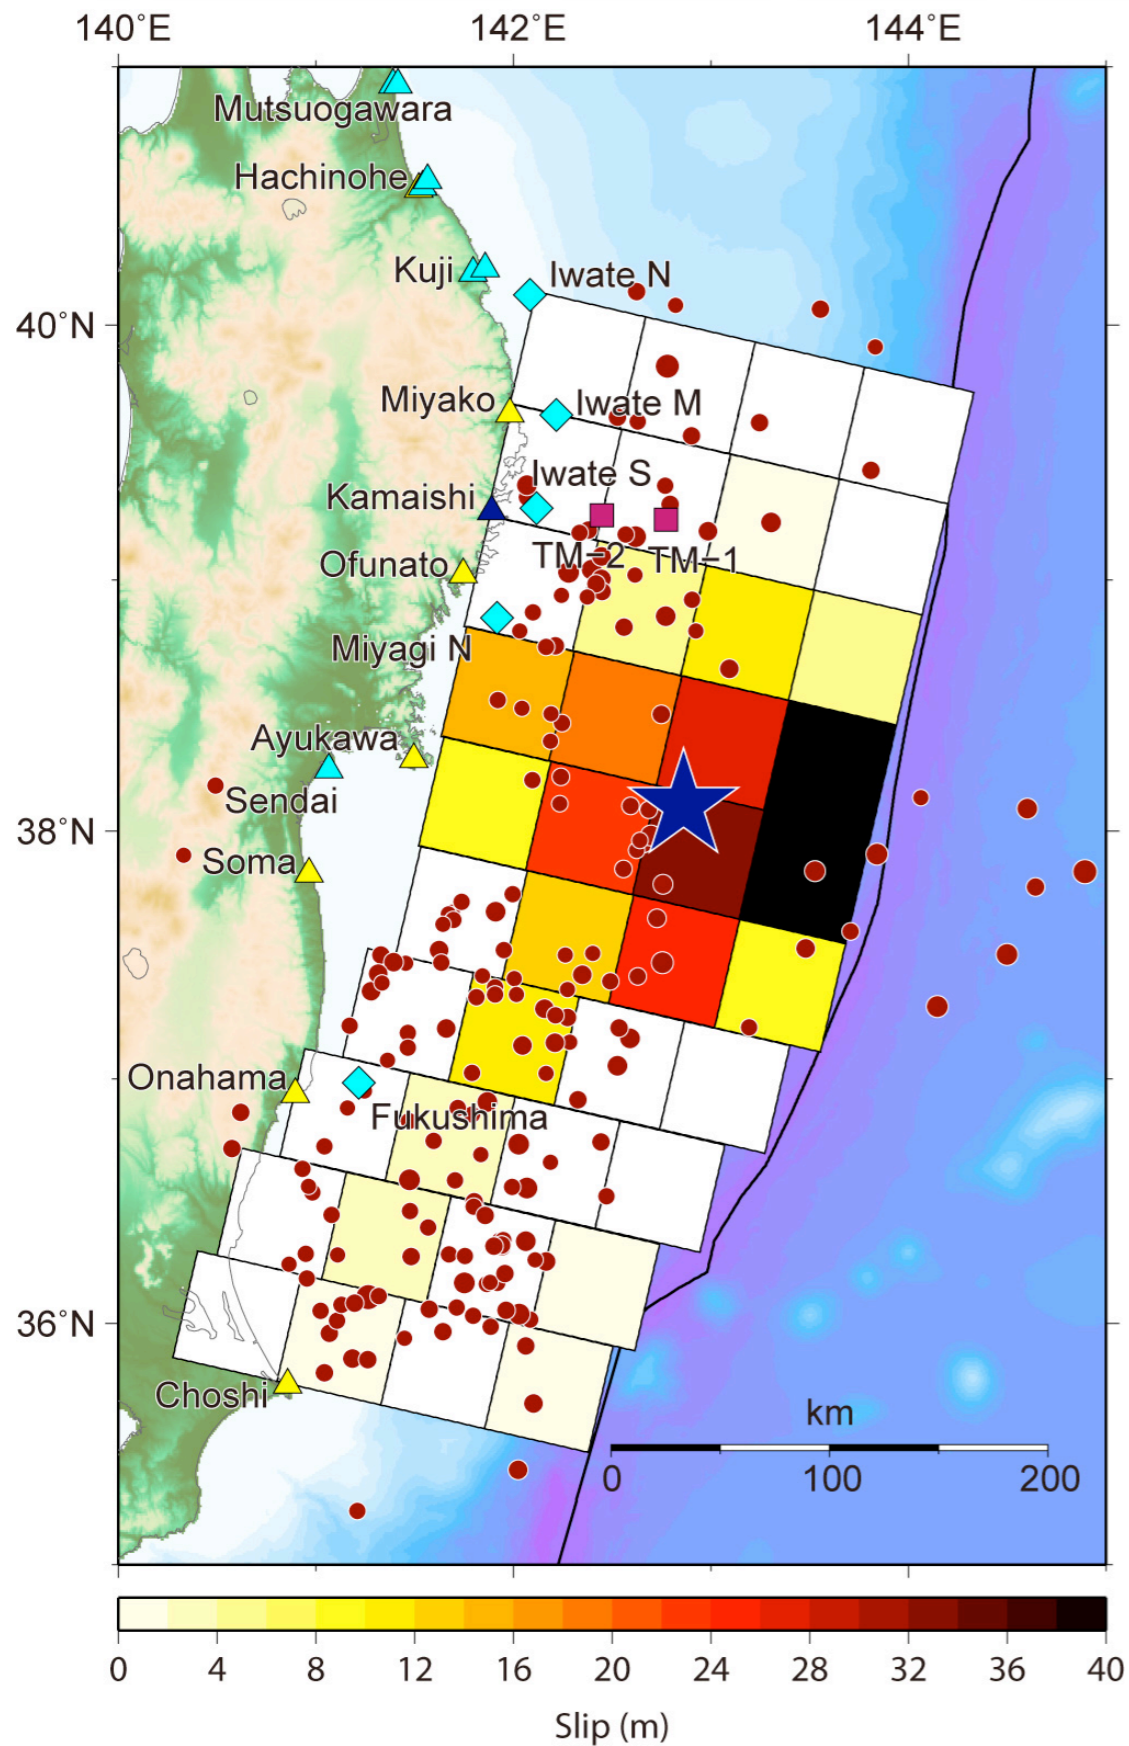 140°E 142°E 144°E
Mutsuogawara
Hachinohe
Kuji
Iwate N
40°N
Miyako
Iwate M
Iwate S
Kamaishi
TM−2 TM−1
Ofunato
Miyagi N
Ayukawa
Sendai
38°N
Soma
Onahama
Fukushima
36°N
Choshi
km
0 100 200
0 4 8 12 16 20 24 28 32 36 40
Slip (m)